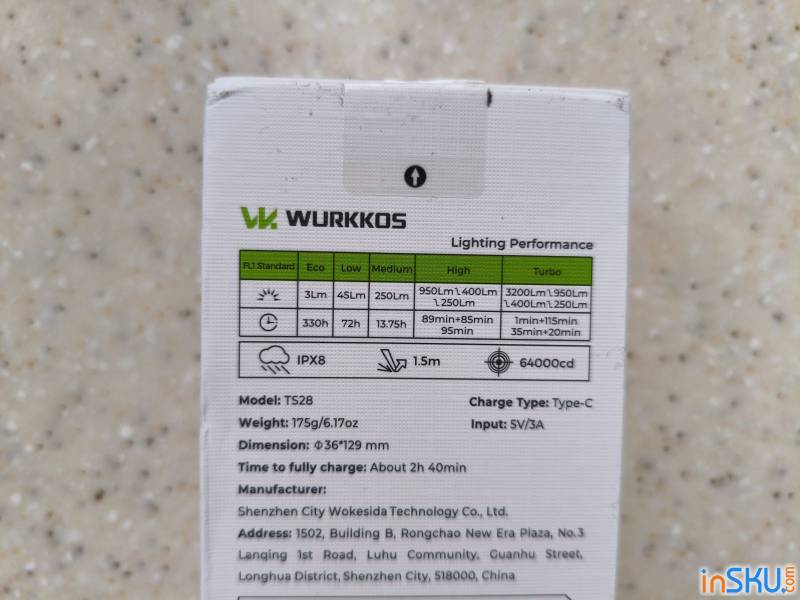 WURKKOS
Lighting Performance
FL1 Standard Eco Low Medium High Turbo
3Lm 45Lm 250Lm 950Lm⤵400Lm 3200Lm⤵950Lm
⤵250Lm ⤵400Lm⤵250Lm
330h 72h 13.75h 89min+85min 1min+115min
95min 35min+20min
IPX8 1.5m 64000cd
Model: TS28 Charge Type: Type-C
Weight: 175g/6.17oz Input: 5V/3A
Dimension: Φ36*129 mm
Time to fully charge: About 2h 40min
Manufacturer:
Shenzhen City Wokesida Technology Co., Ltd.
Address: 1502, Building B, Rongchao New Era Plaza, No.3
Lanqing 1st Road, Luhu Community, Guanhu Street,
Longhua District, Shenzhen City, 518000, China
inSKU.com